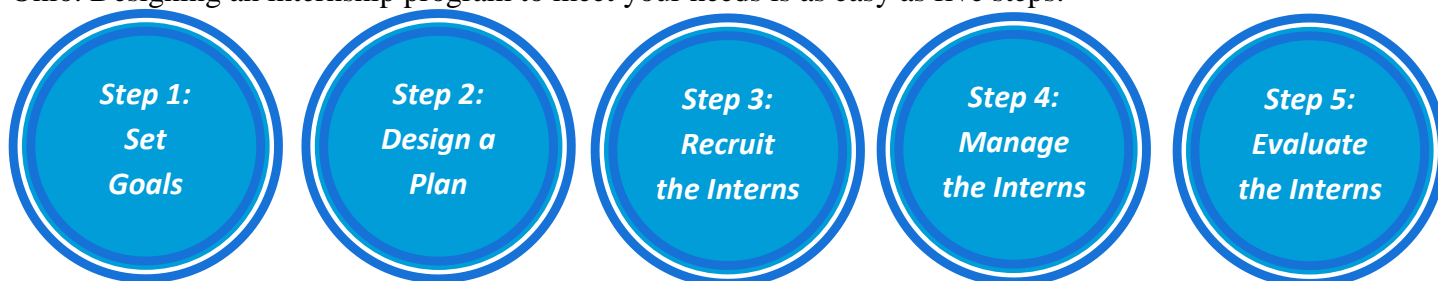 Ohio. Designing an internship program to meet your needs is as easy as five steps.
Step 1:
Set
Goals
Step 2:
Design a
Plan
Step 3:
Recruit
the Interns
Step 4:
Manage
the Interns
Step 5:
Evaluate
the Interns